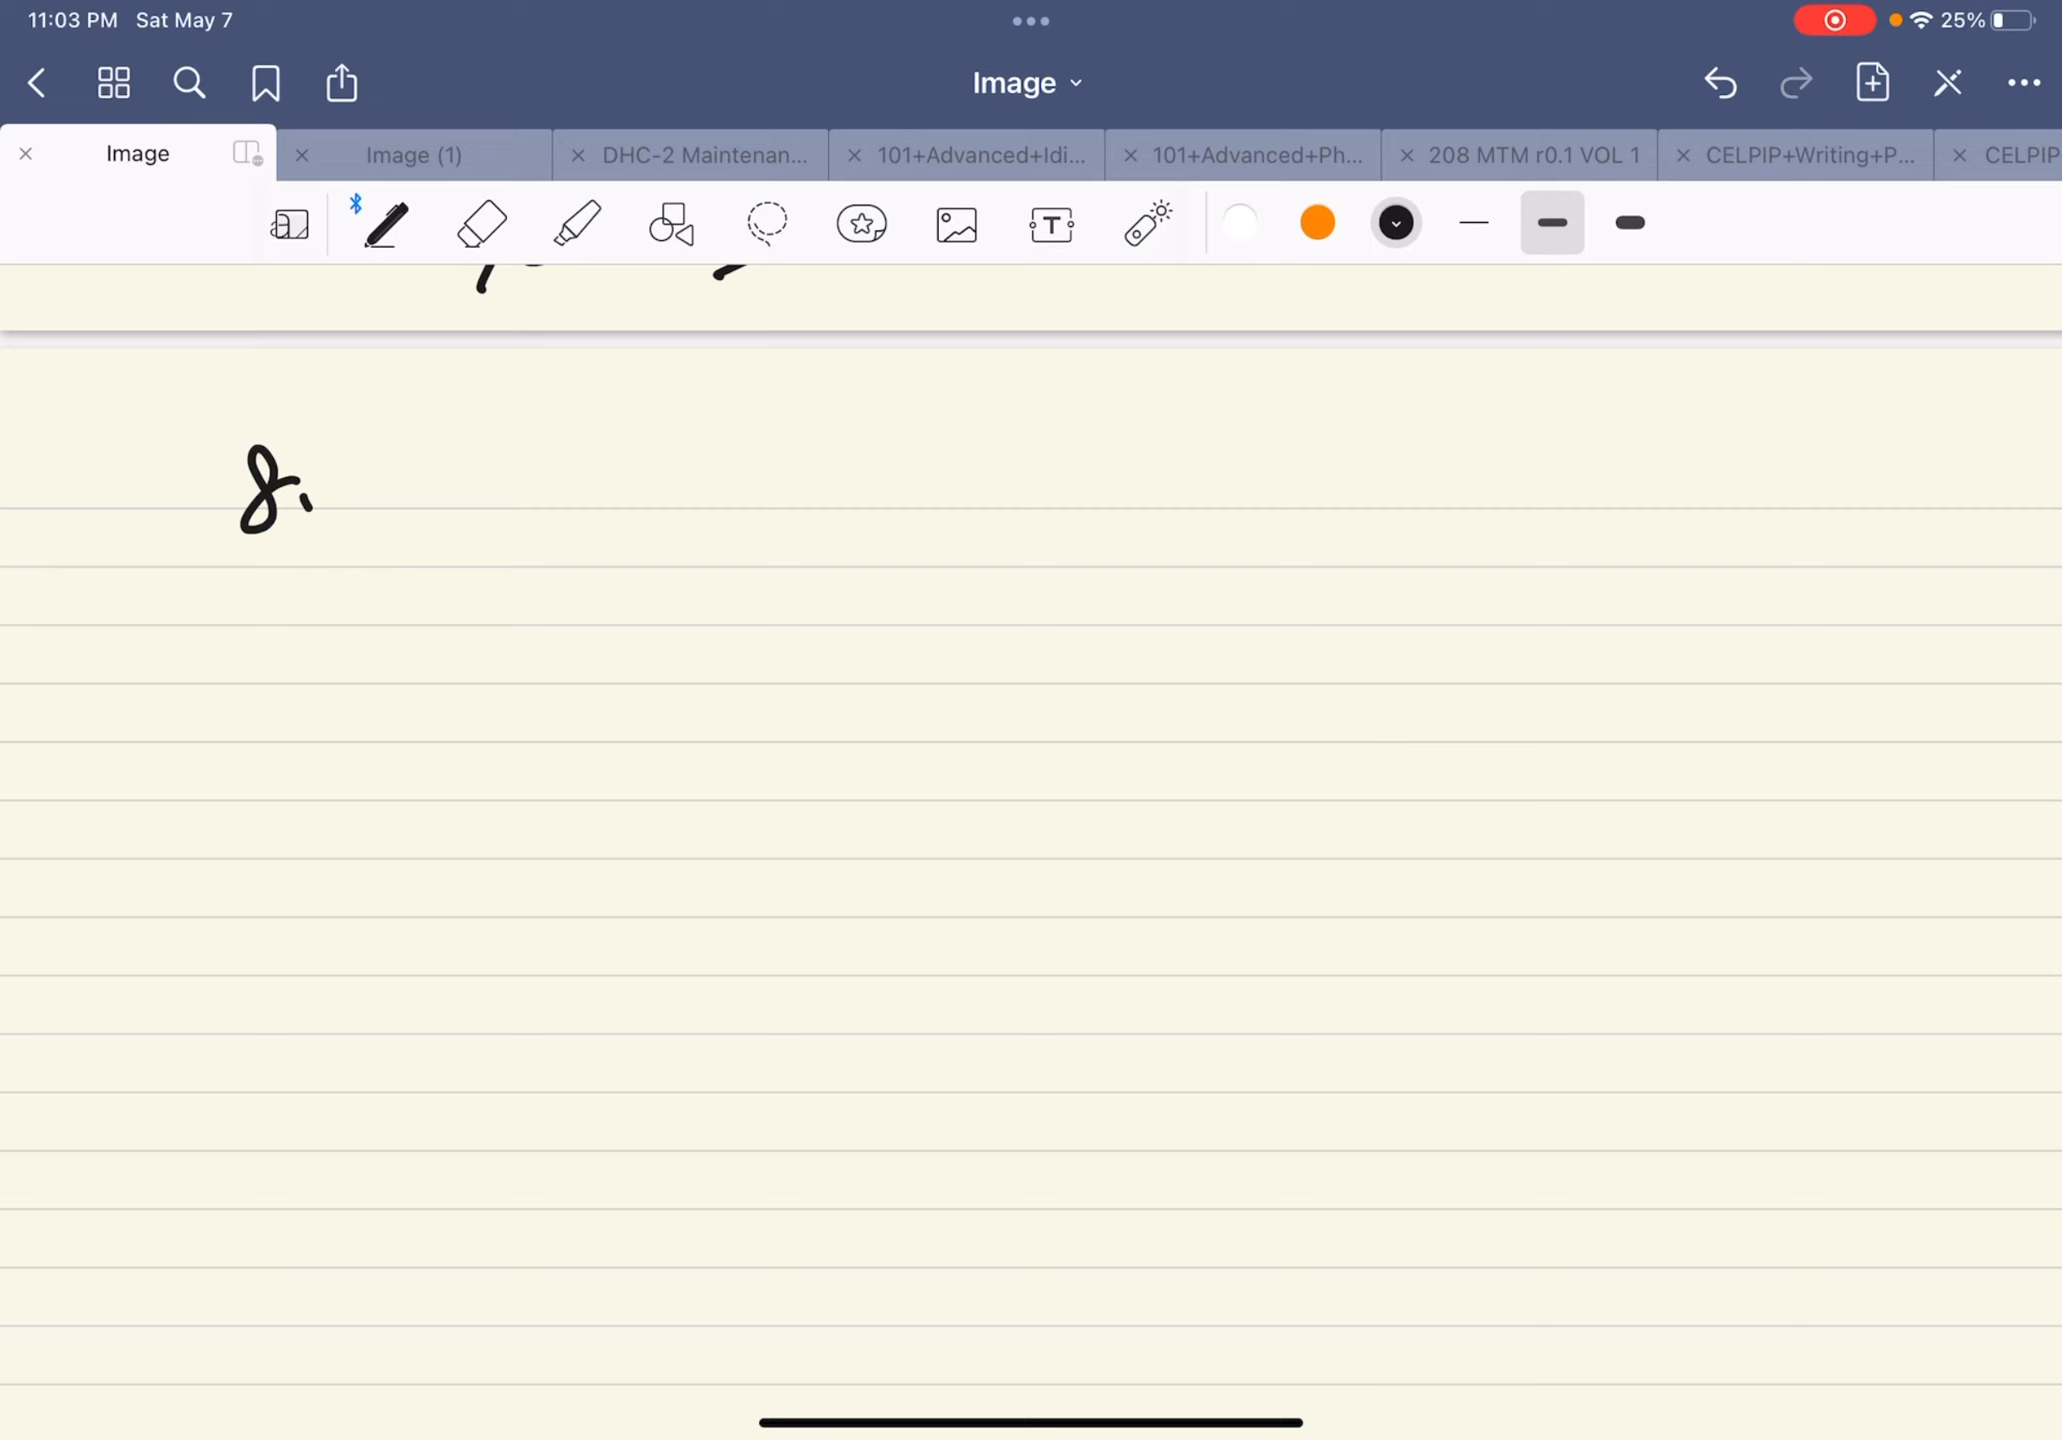 11:03 PM Sat May 7
25%
Image
Image
Image (1)
DHC-2 Maintenan...
101+Advanced+Idi...
101+Advanced+Ph...
208 MTM r0.1 VOL 1
CELPIP+Writing+P...
CELPIP
a
T
8.